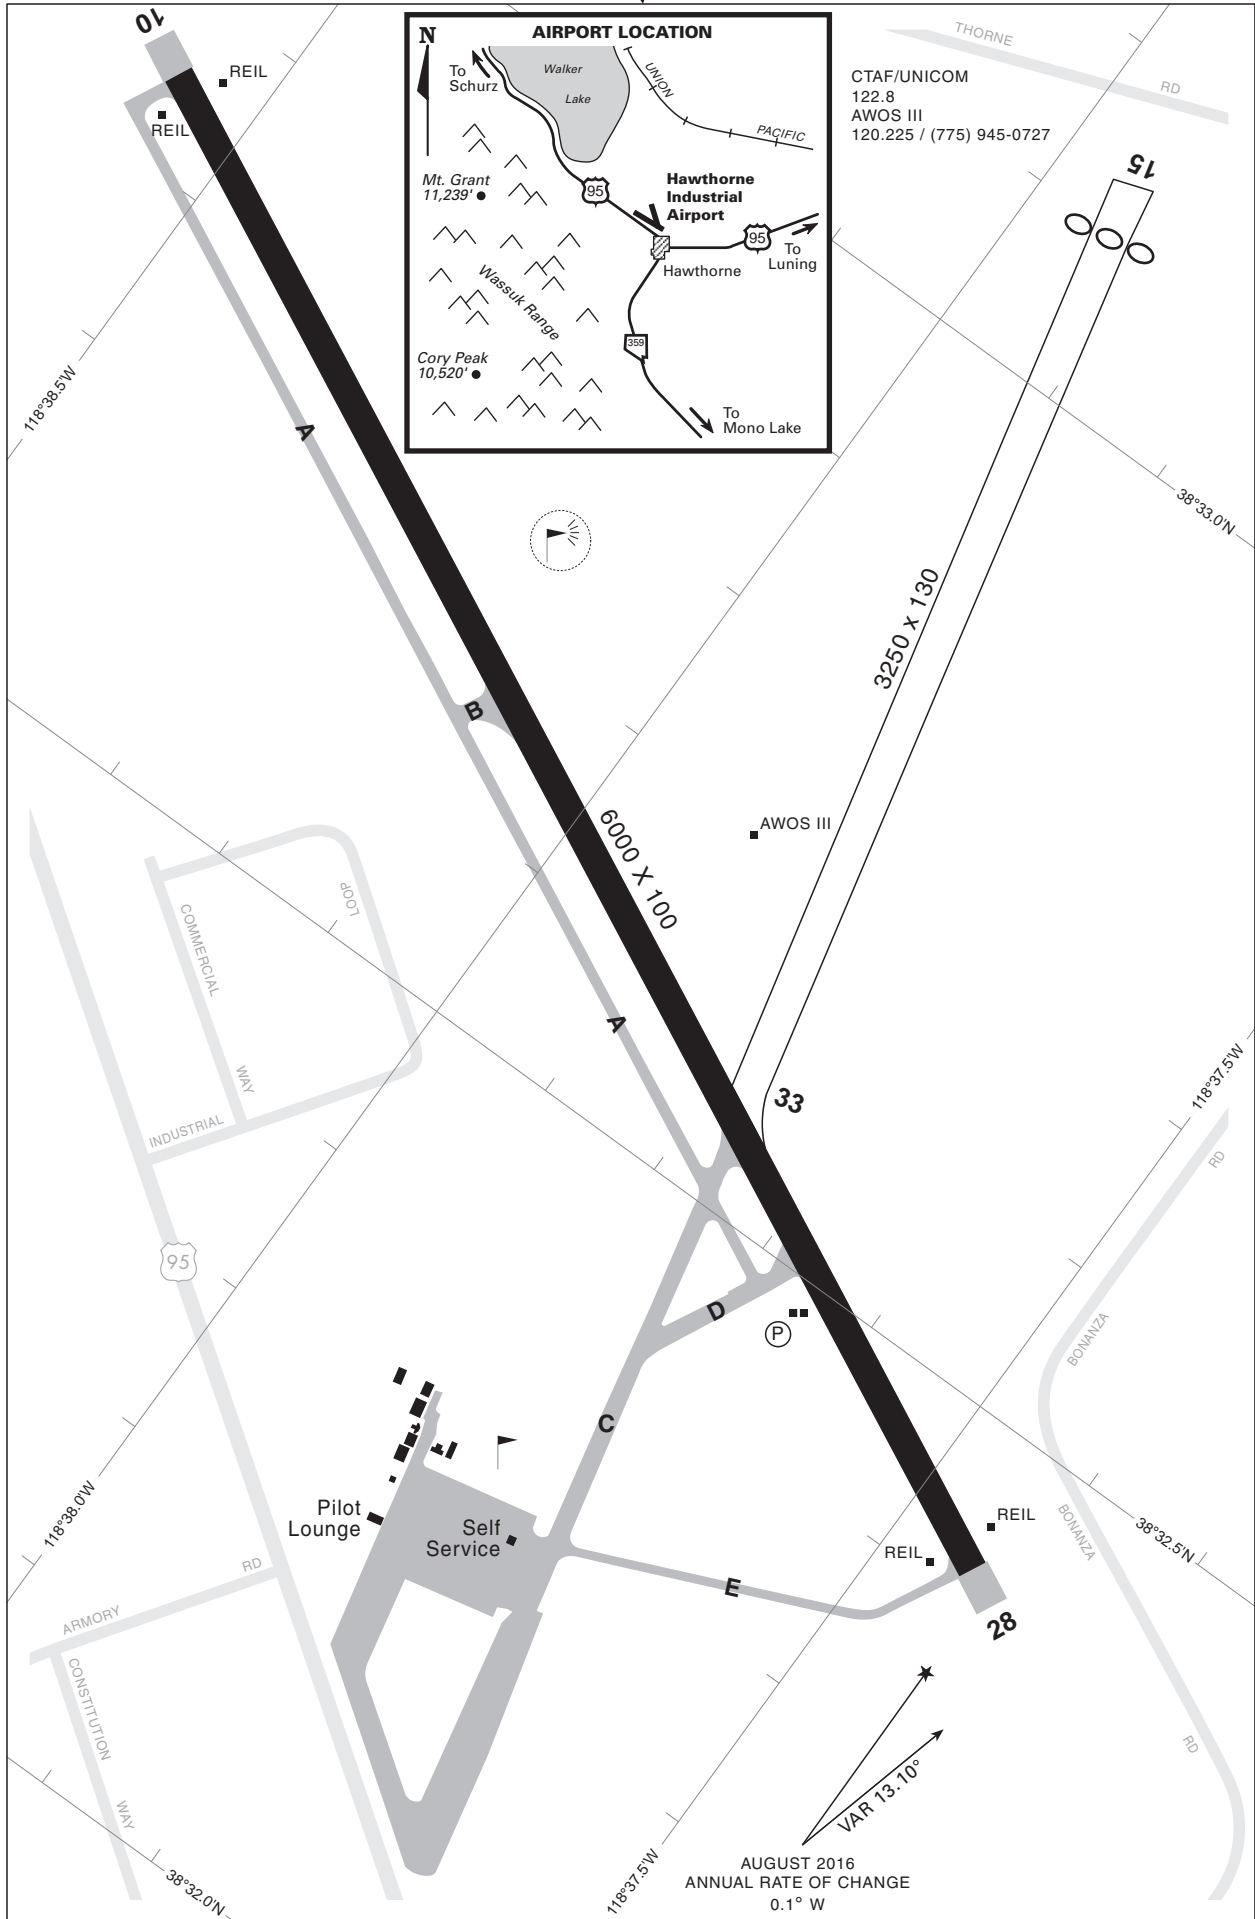 10
REIL
REIL
AIRPORT LOCATION
N
To
Schurz
Walker
Lake
UNION
PACIFIC
Mt. Grant
11,239'
95
Hawthorne
Industrial
Airport
95
To
Luning
Hawthorne
Wassuk Range
359
Cory Peak
10,520'
To
Mono Lake
THORNE
RD
CTAF/UNICOM
122.8
AWOS III
120.225 / (775) 945-0727
15
118°38.5'W
A
38°33.0'N
3250 x 130
B
6000 X 100
AWOS III
LOOP
COMMERCIAL
WAY
INDUSTRIAL
A
33
118°37.5'W
RD
95
D
P
BONANZA
C
Pilot
Lounge
Self
Service
118°38.0'W
REIL
REIL
BONANZA
38°32.5'N
RD
ARMORY
E
28
CONSTITUTION
WAY
RD
VAR 13.10°
38°32.0'N
118°37.5'W
AUGUST 2016
ANNUAL RATE OF CHANGE
0.1° W